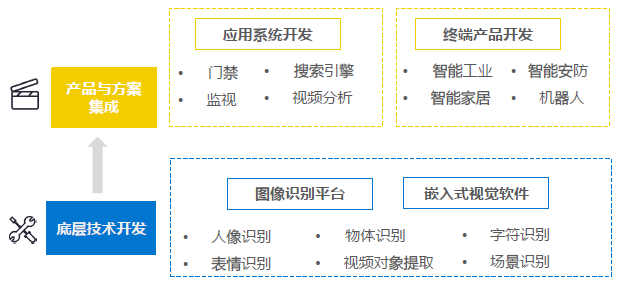 应用系统开发
• 门禁 • 搜索引擎
• 监视 • 视频分析
终端产品开发
• 智能工业 • 智能安防
• 智能家居 • 机器人
产品与方案
集成
底层技术开发
图像识别平台
嵌入式视觉软件
• 人像识别 • 物体识别 • 字符识别
• 表情识别 • 视频对象提取 • 场景识别